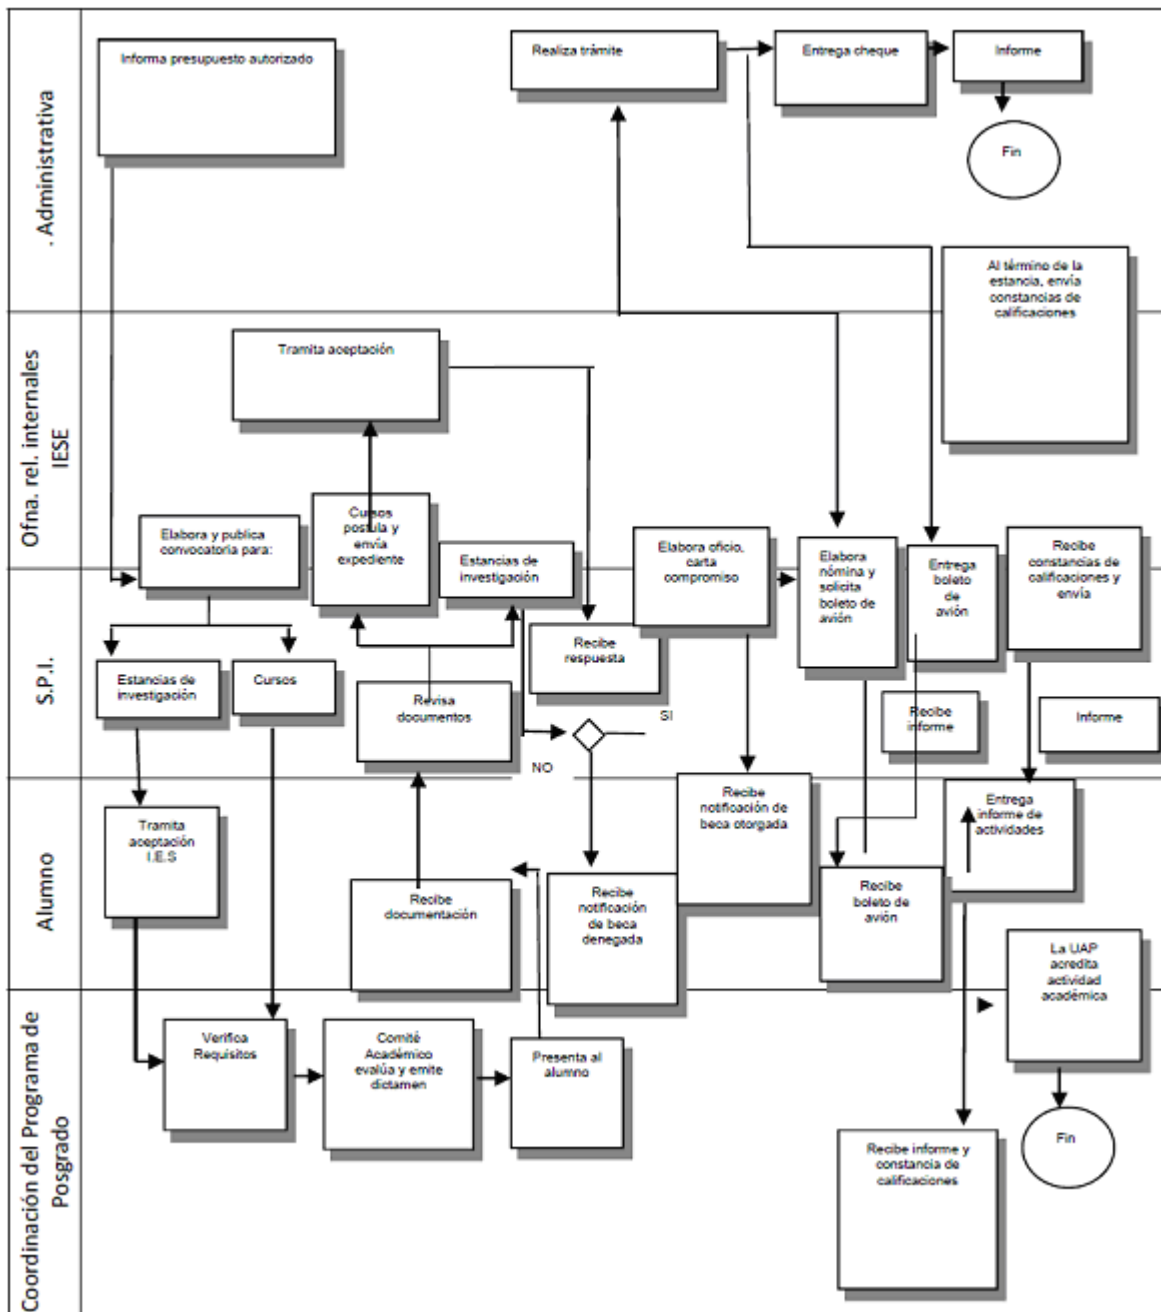 . Administrativa
Informa presupuesto autorizado
Realiza trámite
Entrega cheque
Informe
Fin
Al término de la
estancia, envía
constancias de
calificaciones
Ofna. rel. internales
IESE
Tramita aceptación
Cursos
postula y
envía
expediente
Elabora y publica
convocatoria para:
Estancias de
investigación
Elabora oficio,
carta
compromiso
Elabora
nómina y
solicita
boleto de
avión
Entrega
boleto
de
avión
Recibe
constancias de
calificaciones y
envía
S.P.I.
Estancias de
investigación
Cursos
Revisa
documentos
Recibe
respuesta
SI
NO
Recibe
informe
Informe
Alumno
Tramita
aceptación
I.E.S
Recibe
documentación
Recibe
notificación
de beca
denegada
Recibe
notificación de
beca otorgada
Recibe
boleto de
avión
Entrega
informe de
actividades
La UAP
acredita
actividad
académica
Coordinación del Programa de
Posgrado
Verifica
Requisitos
Comité
Académico
evalúa y emite
dictamen
Presenta al
alumno
Recibe informe y
constancia de
calificaciones
Fin